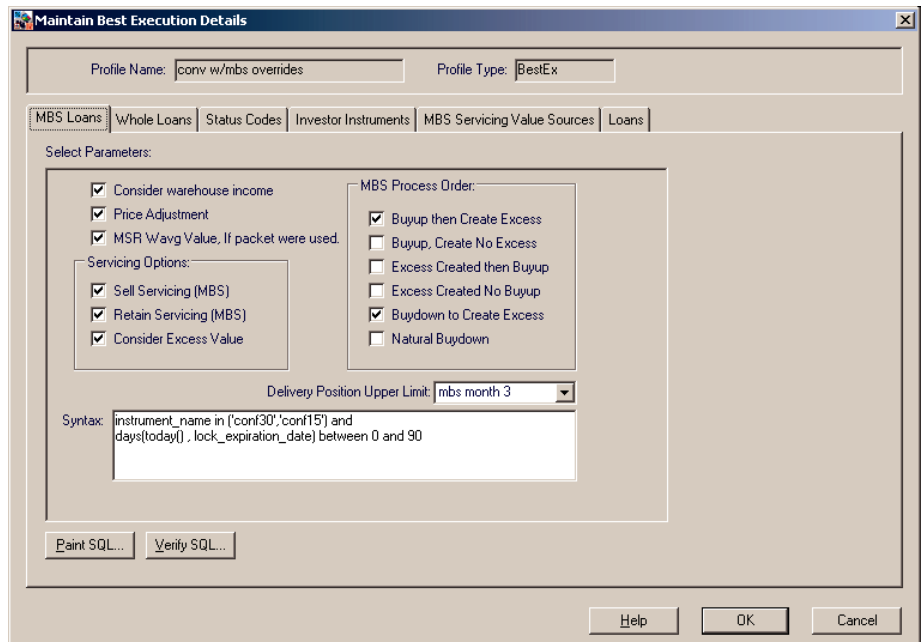 Maintain Best Execution Details
Profile Name: conv w/mbs overrides Profile Type: BestEx
MBS Loans Whole Loans Status Codes Investor Instruments MBS Servicing Value Sources Loans
Select Parameters:
Consider warehouse income
Price Adjustment
MSR Wavg Value, If packet were used.
Servicing Options:
Sell Servicing (MBS)
Retain Servicing (MBS)
Consider Excess Value
MBS Process Order:
Buyup then Create Excess
Buyup, Create No Excess
Excess Created then Buyup
Excess Created No Buyup
Buydown to Create Excess
Natural Buydown
Delivery Position Upper Limit: mbs month 3
Syntax: instrument_name in ('conf30','conf15') and
days(today() , lock_expiration_date) between 0 and 90
Paint SQL... Verify SQL...
Help OK Cancel